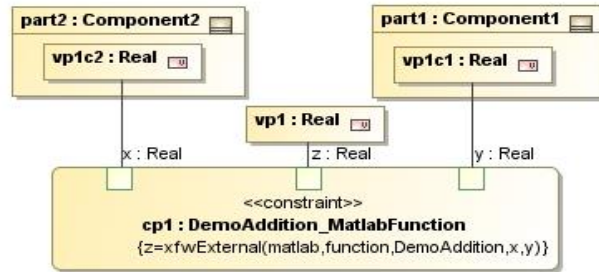 part2 : Component2
part1 : Component1
vp1c2 : Real
vp1c1 : Real
vp1 : Real
x : Real
z : Real
y : Real
<<constraint>>
cp1 : DemoAddition_MatlabFunction
{z=xfwExternal(matlab,function,DemoAddition,x,y)}